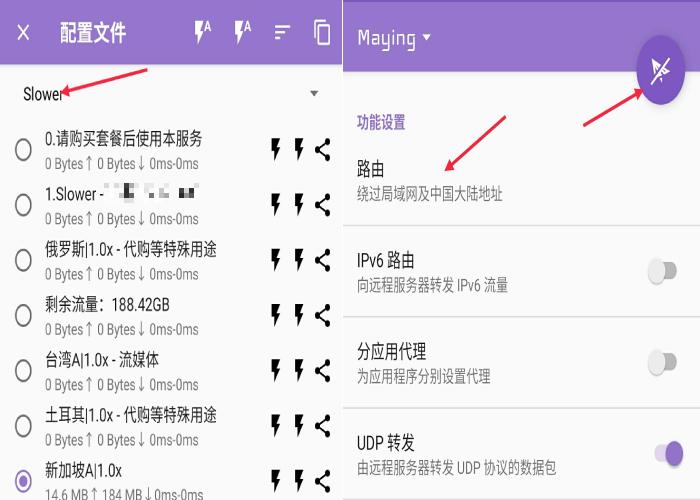 配置文件
Slower
0.请购买套餐后使用本服务
0 Bytes↑ 0 Bytes↓ 0ms-0ms
1.Slower -
0 Bytes↑ 0 Bytes↓ 0ms-0ms
俄罗斯|1.0x - 代购等特殊用途
0 Bytes↑ 0 Bytes↓ 0ms-0ms
剩余流量：188.42GB
0 Bytes↑ 0 Bytes↓ 0ms-0ms
台湾A|1.0x - 流媒体
0 Bytes↑ 0 Bytes↓ 0ms-0ms
土耳其|1.0x - 代购等特殊用途
0 Bytes↑ 0 Bytes↓ 0ms-0ms
新加坡A|1.0x
14.6 MB↑ 184 MB↓ 0ms-0ms
Maying
功能设置
路由
绕过局域网及中国大陆地址
IPv6 路由
向远程服务器转发 IPv6 流量
分应用代理
为应用程序分别设置代理
UDP 转发
由远程服务器转发 UDP 协议的数据包